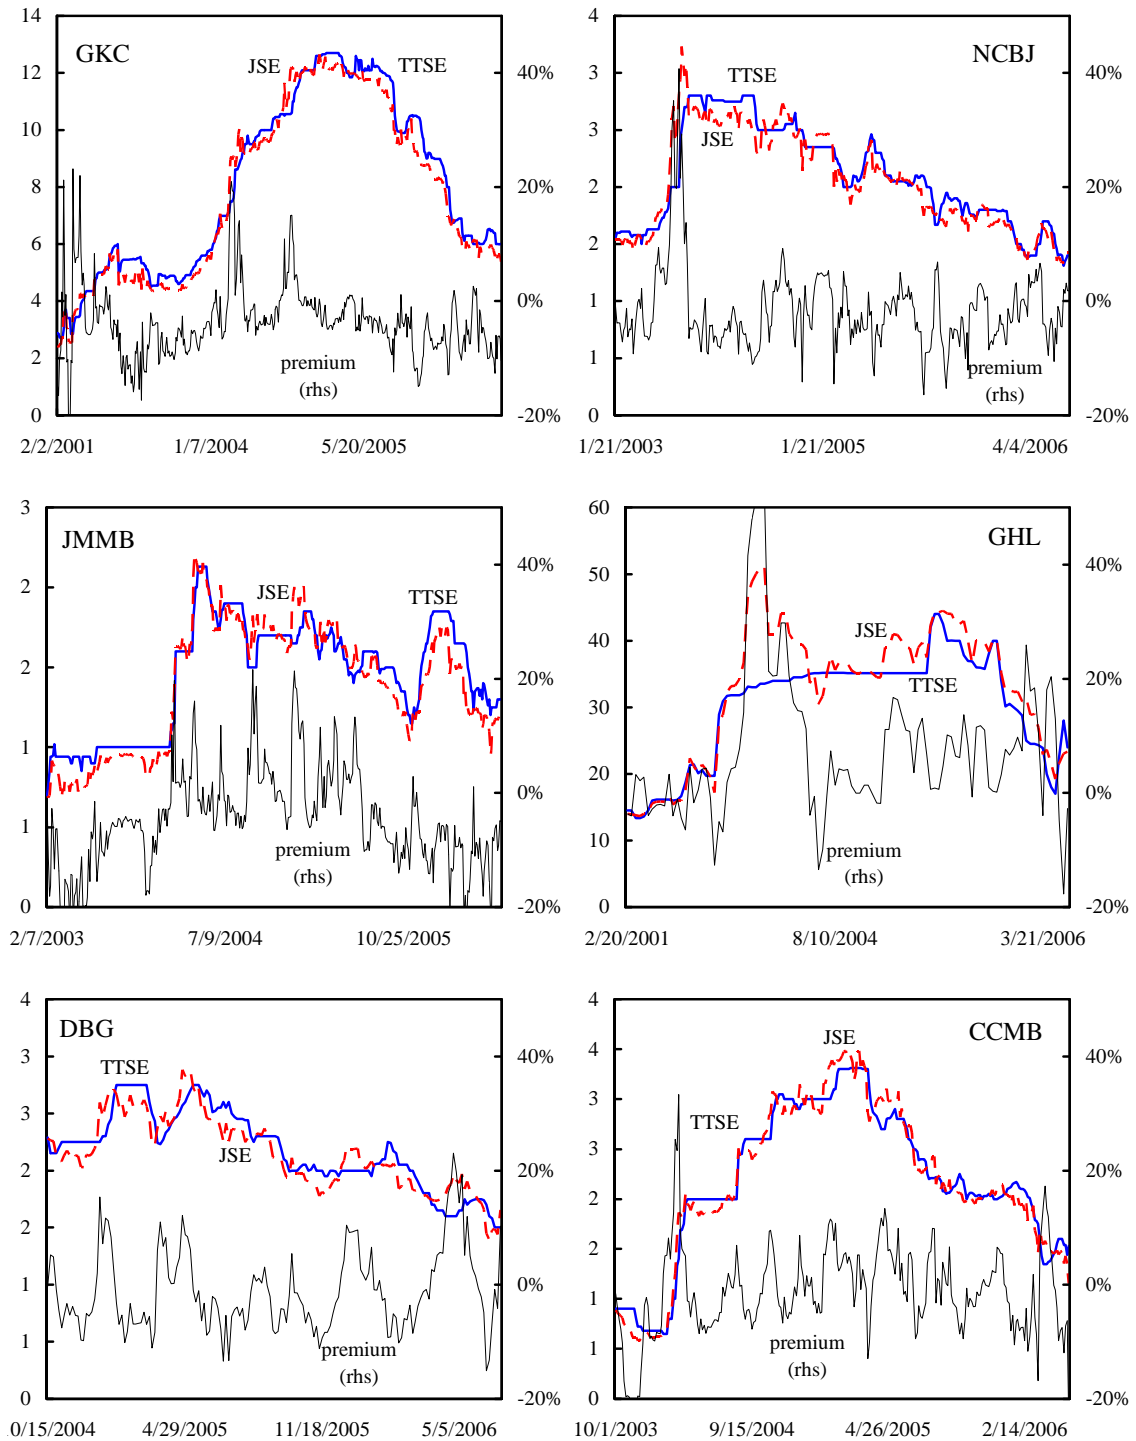 14
12
10
8
6
4
2
0
GKC
JSE
TTSE
premium
(rhs)
40%
20%
0%
-20%
2/2/2001 1/7/2004 5/20/2005
4
3
3
2
2
1
1
0
NCBJ
TTSE
JSE
premium
(rhs)
40%
20%
0%
-20%
1/21/2003 1/21/2005 4/4/2006
3
2
2
1
1
0
JMMB
JSE
TTSE
premium
(rhs)
40%
20%
0%
-20%
2/7/2003 7/9/2004 10/25/2005
60
50
40
30
20
10
0
GHL
JSE
TTSE
premium
(rhs)
40%
20%
0%
-20%
2/20/2001 8/10/2004 3/21/2006
4
3
3
2
2
1
1
0
DBG
TTSE
JSE
premium
(rhs)
40%
20%
0%
-20%
0/15/2004 4/29/2005 11/18/2005 5/5/2006
4
4
3
3
2
2
1
1
0
CCMB
JSE
TTSE
premium
(rhs)
40%
20%
0%
-20%
10/1/2003 9/15/2004 4/26/2005 2/14/2006